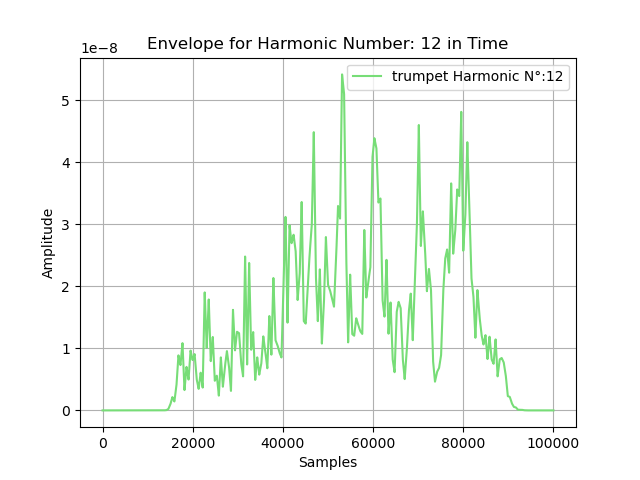 Envelope for Harmonic Number: 12 in Time
1e−8
trumpet Harmonic N°:12
5
4
3
2
1
0
Amplitude
0 20000 40000 60000 80000 100000
Samples